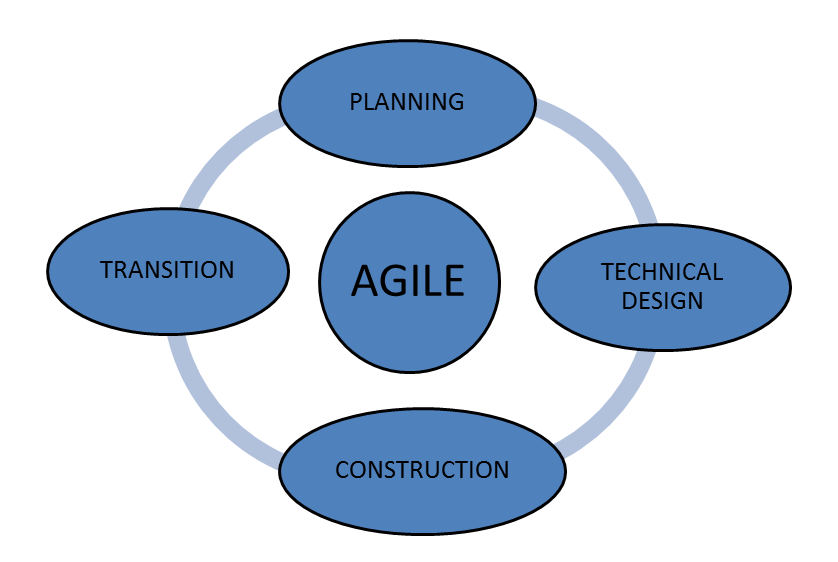 PLANNING
TRANSITION
AGILE
TECHNICAL
DESIGN
CONSTRUCTION